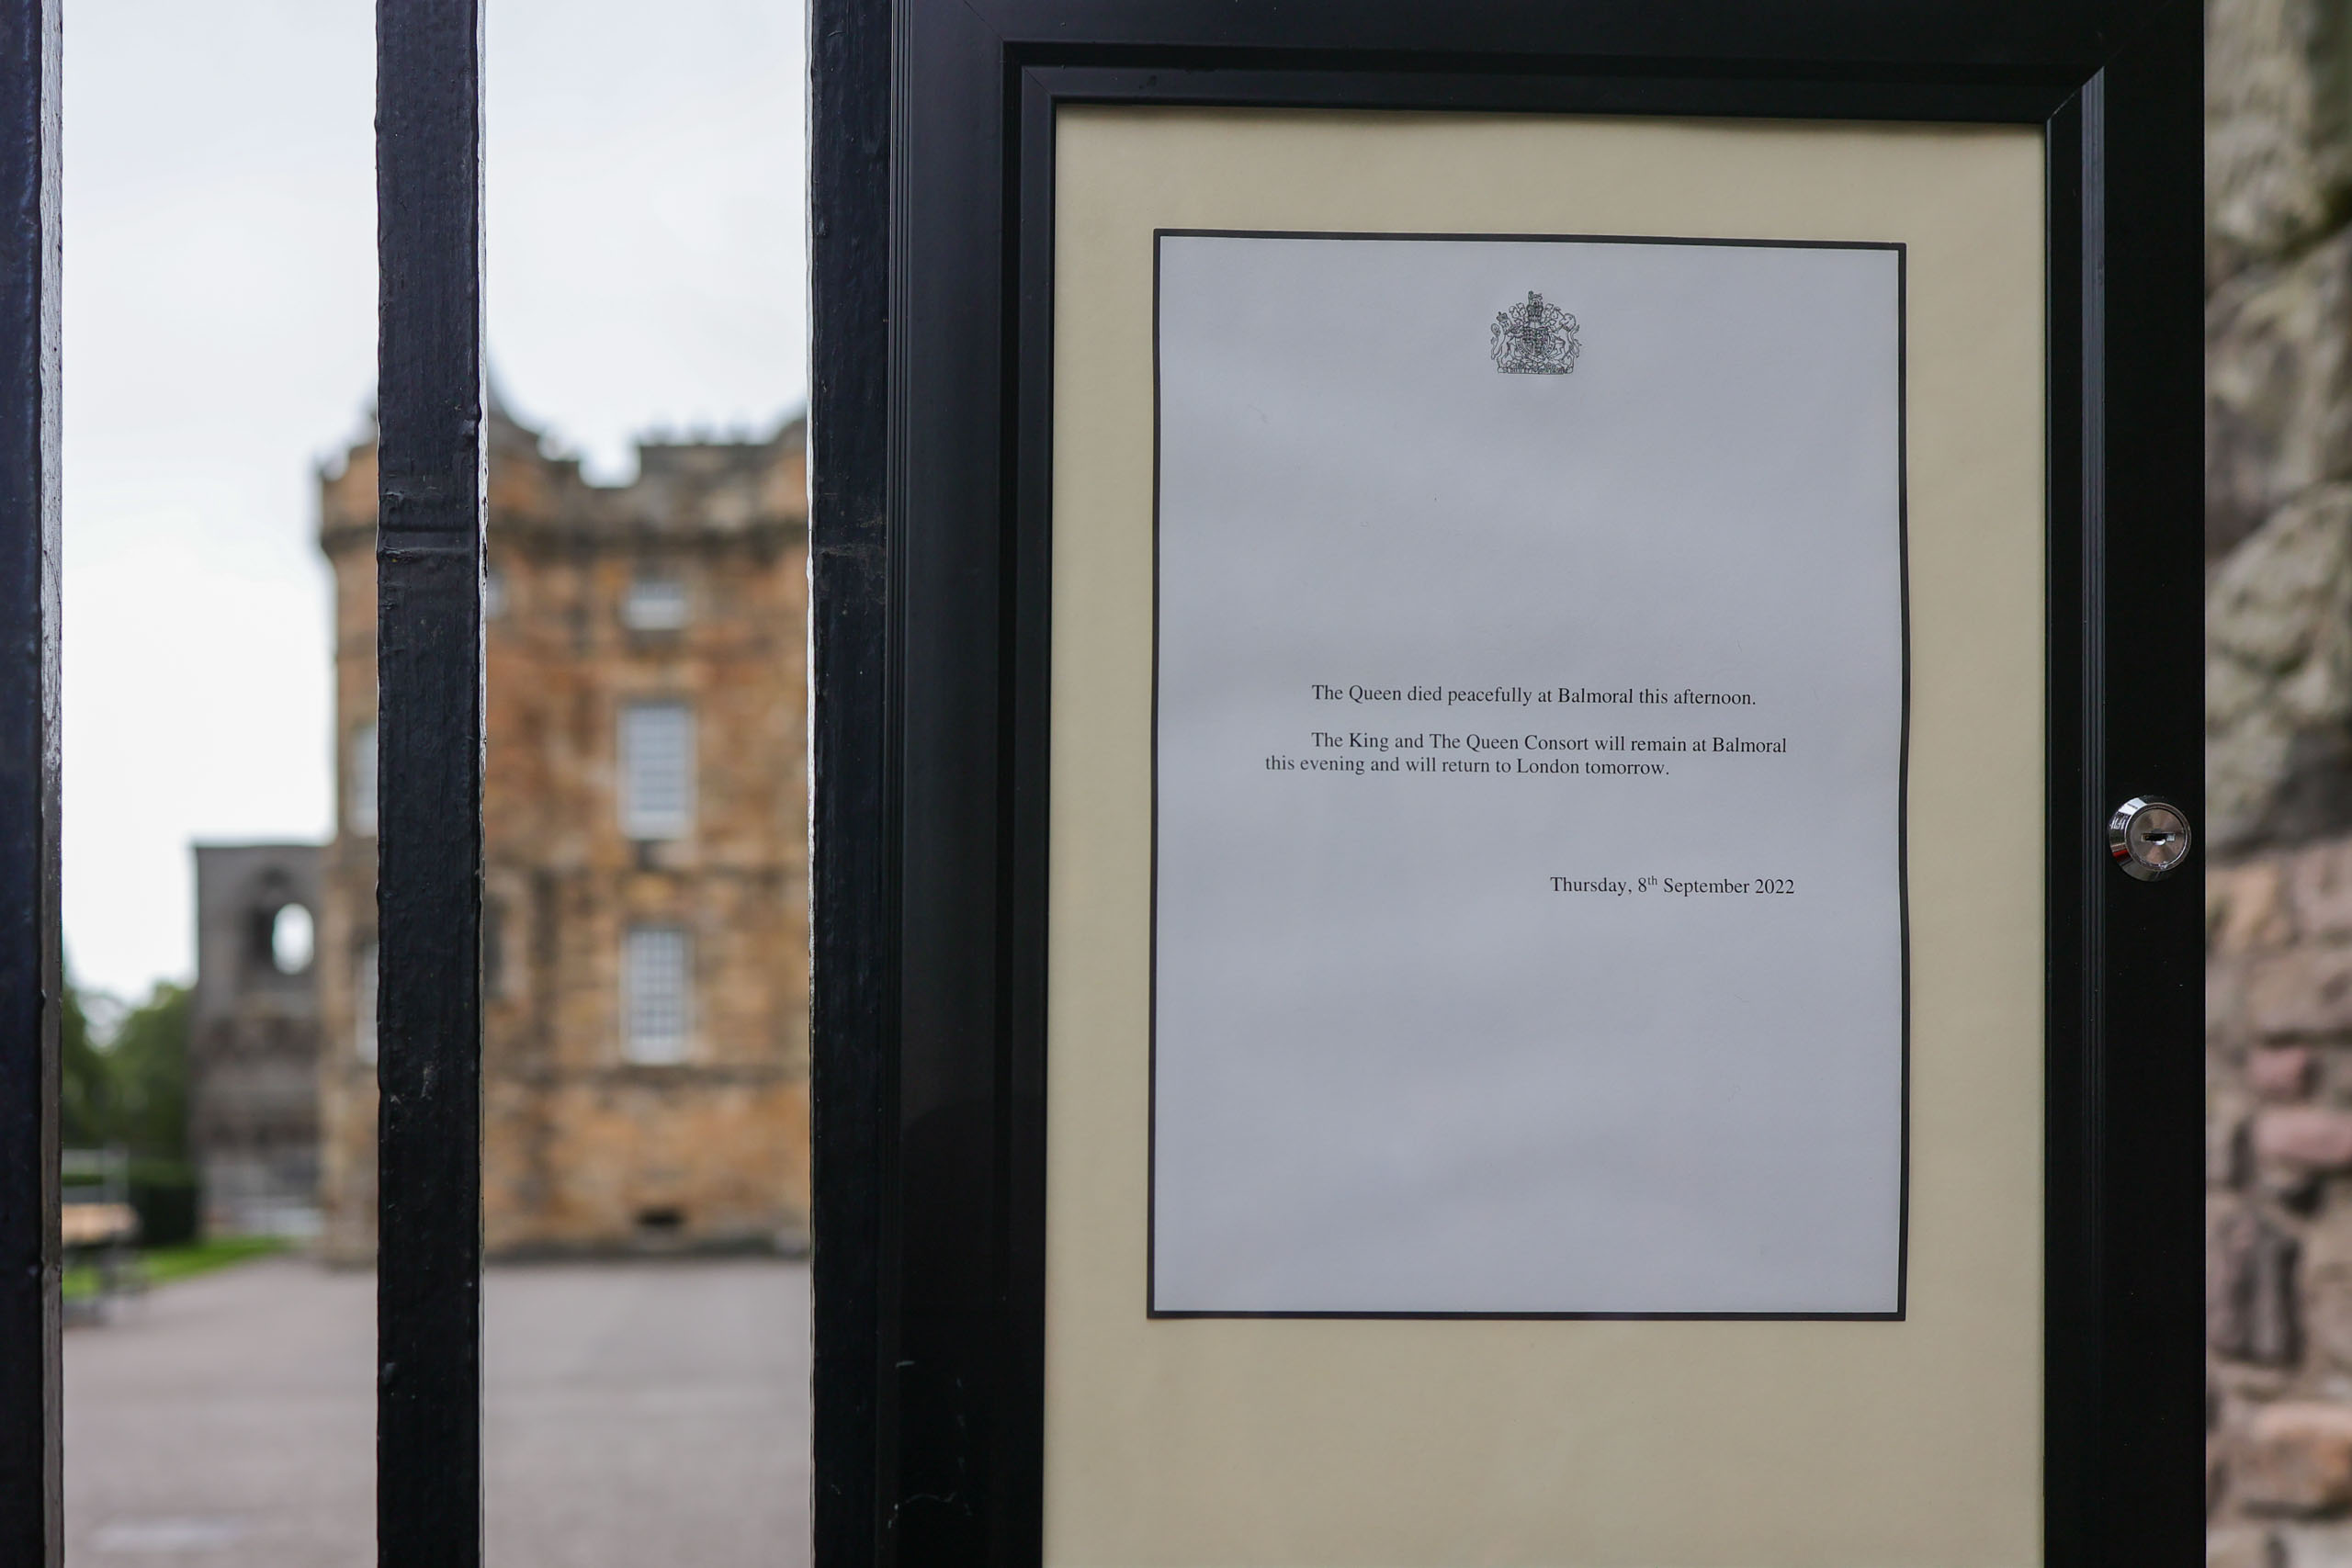 The Queen died peacefully at Balmoral this afternoon.
The King and The Queen Consort will remain at Balmoral
this evening and will return to London tomorrow.
Thursday, 8th September 2022